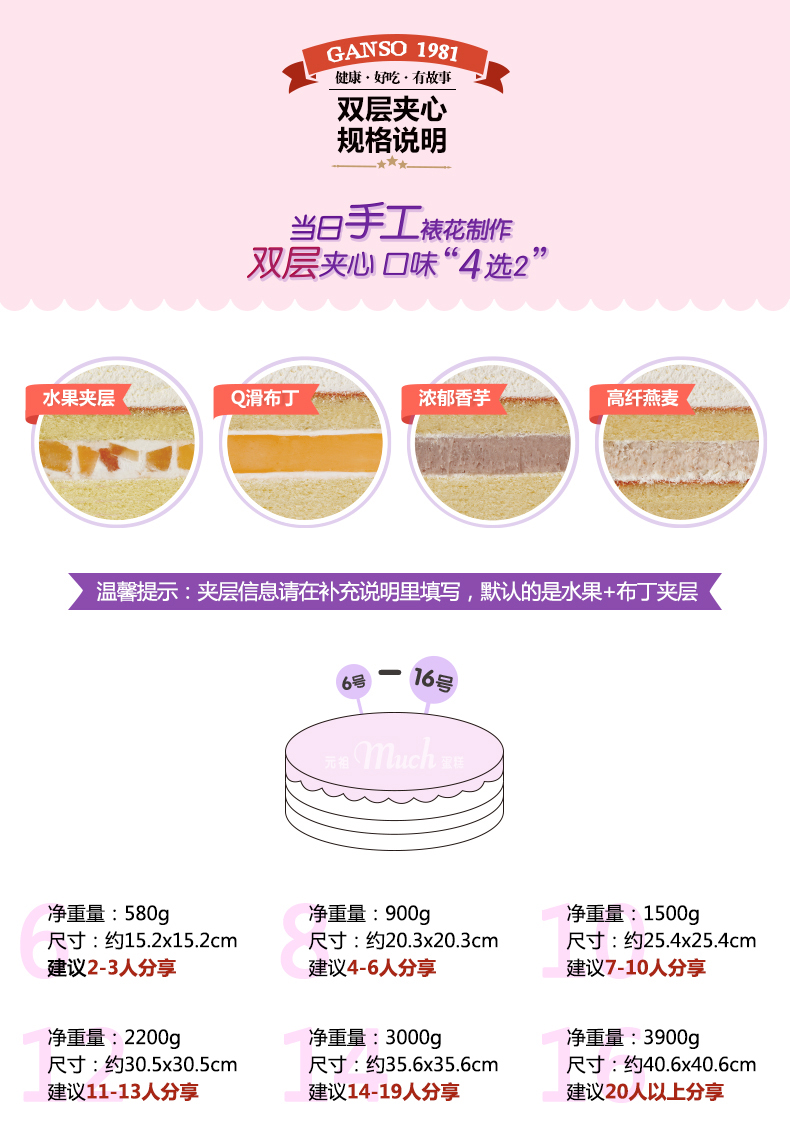 GANSO 1981
健康·好吃·有故事
双层夹心
规格说明
当日手工裱花制作
双层夹心 口味“4选2”
水果夹层
Q滑布丁
浓郁香芋
高纤燕麦
温馨提示：夹层信息请在补充说明里填写，默认的是水果+布丁夹层
6号 — 16号
元祖 Much 蛋糕
6
净重量：580g
尺寸：约15.2x15.2cm
建议2-3人分享
8
净重量：900g
尺寸：约20.3x20.3cm
建议4-6人分享
10
净重量：1500g
尺寸：约25.4x25.4cm
建议7-10人分享
12
净重量：2200g
尺寸：约30.5x30.5cm
建议11-13人分享
14
净重量：3000g
尺寸：约35.6x35.6cm
建议14-19人分享
16
净重量：3900g
尺寸：约40.6x40.6cm
建议20人以上分享